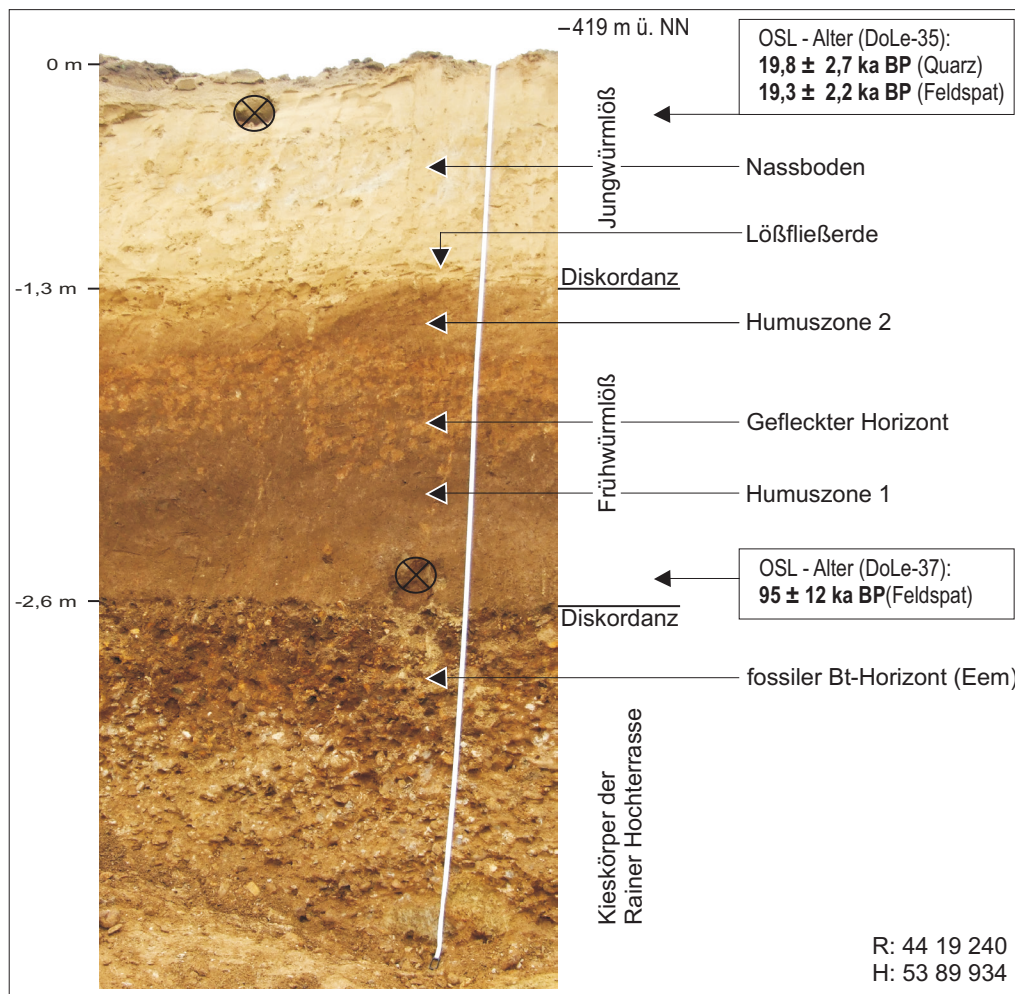 –419 m ü. NN
0 m
OSL - Alter (DoLe-35):
19,8 ± 2,7 ka BP (Quarz)
19,3 ± 2,2 ka BP (Feldspat)
Jungwürmlöß
Nassboden
Lößfließerde
Diskordanz
-1,3 m
Humuszone 2
Frühwürmlöß
Gefleckter Horizont
Humuszone 1
OSL - Alter (DoLe-37):
95 ± 12 ka BP(Feldspat)
-2,6 m
Diskordanz
fossiler Bt-Horizont (Eem)
Kieskörper der
Rainer Hochterrasse
R: 44 19 240
H: 53 89 934